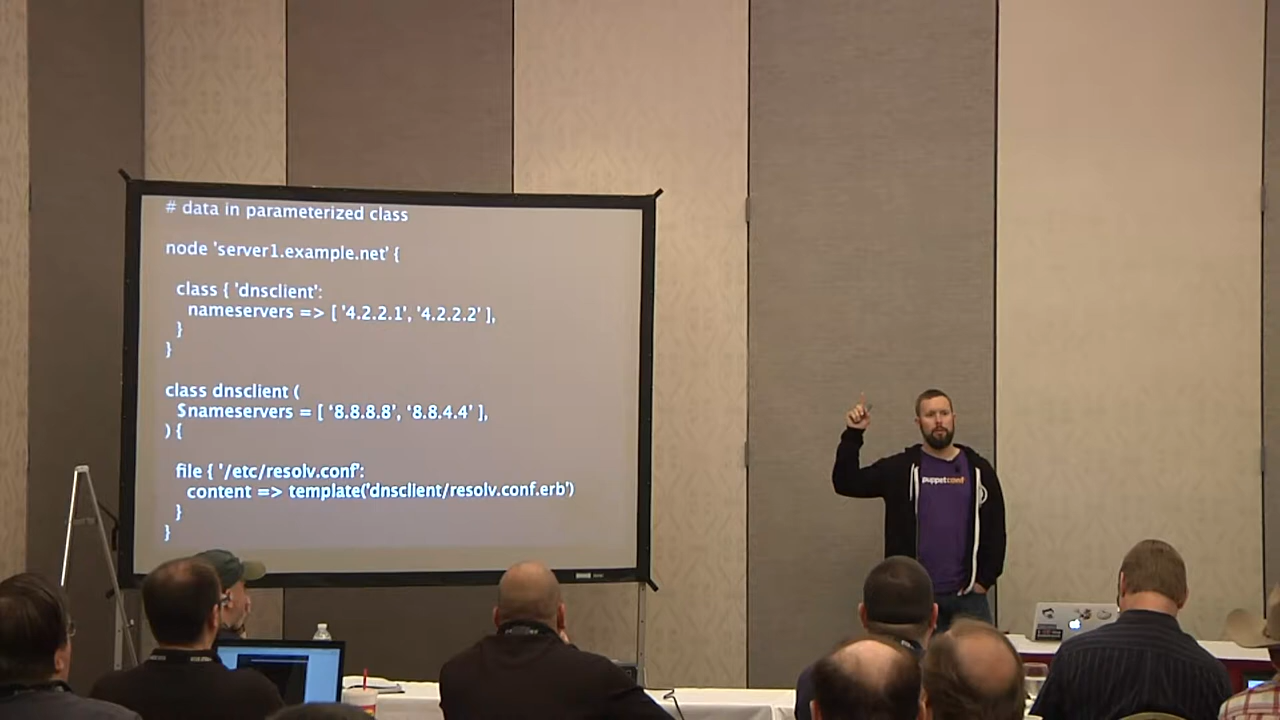 # data in parameterized class
node 'server1.example.net' {
class { 'dnsclient':
nameservers => [ '4.2.2.1', '4.2.2.2' ],
}
}
class dnsclient (
$nameservers = [ ‘8.8.8.8’, ‘8.8.4.4’ ],
) {
file { '/etc/resolv.conf':
content => template('dnsclient/resolv.conf.erb')
}
}
puppetconf